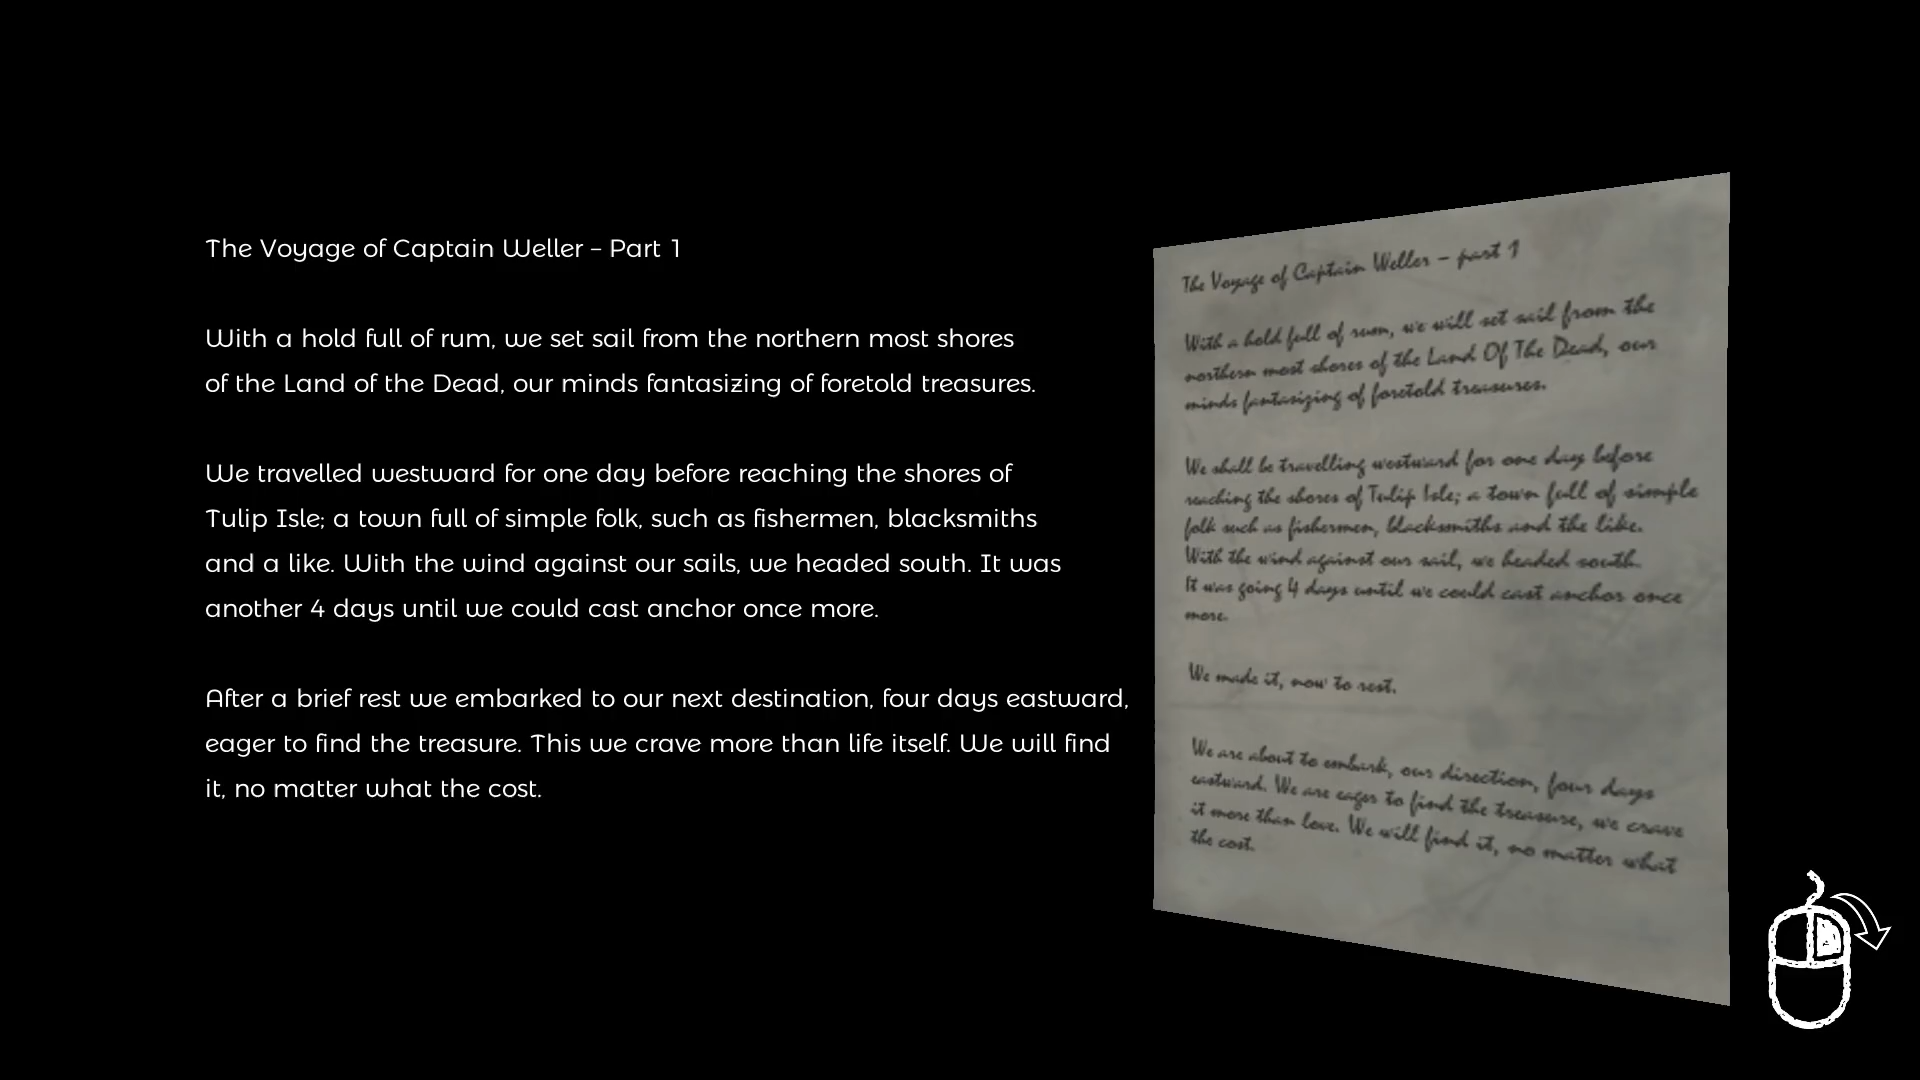 The Voyage of Captain Weller – Part 1
With a hold full of rum, we set sail from the northern most shores
of the Land of the Dead, our minds fantasizing of foretold treasures.
We travelled westward for one day before reaching the shores of
Tulip Isle; a town full of simple folk, such as fishermen, blacksmiths
and a like. With the wind against our sails, we headed south. It was
another 4 days until we could cast anchor once more.
After a brief rest we embarked to our next destination, four days eastward,
eager to find the treasure. This we crave more than life itself. We will find
it, no matter what the cost.
The Voyage of Captain Weller – part 1
With a hold full of rum, we will set sail from the
northern most shores of the Land Of The Dead, our
minds fantasizing of foretold treasures.
We shall be travelling westward for one day before
reaching the shores of Tulip Isle; a town full of simple
folk such as fishermen, blacksmiths and the like.
With the wind against our sail, we headed south.
It was going 4 days until we could cast anchor once
more.
We made it, now to rest.
We are about to embark, our direction, four days
eastward. We are eager to find the treasure, we crave
it more than love. We will find it, no matter what
the cost.